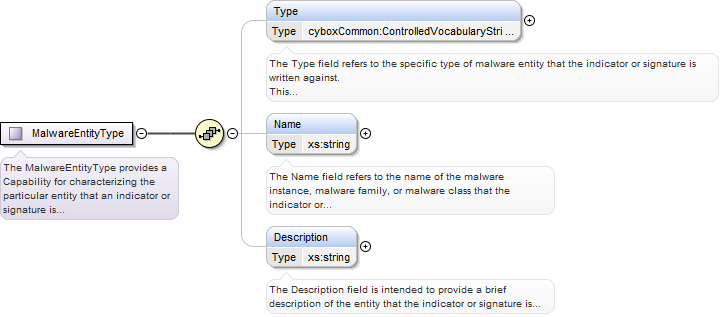 Type
Type cyboxCommon:ControlledVocabularyStri ...
The Type field refers to the specific type of malware entity that the indicator or signature is
written against.
This...
MalwareEntityType
The MalwareEntityType provides a
Capability for characterizing the
particular entity that an indicator or
signature is...
Name
Type xs:string
The Name field refers to the name of the malware
instance, malware family, or malware class that the
indicator or...
Description
Type xs:string
The Description field is intended to provide a brief
description of the entity that the indicator or signature is...